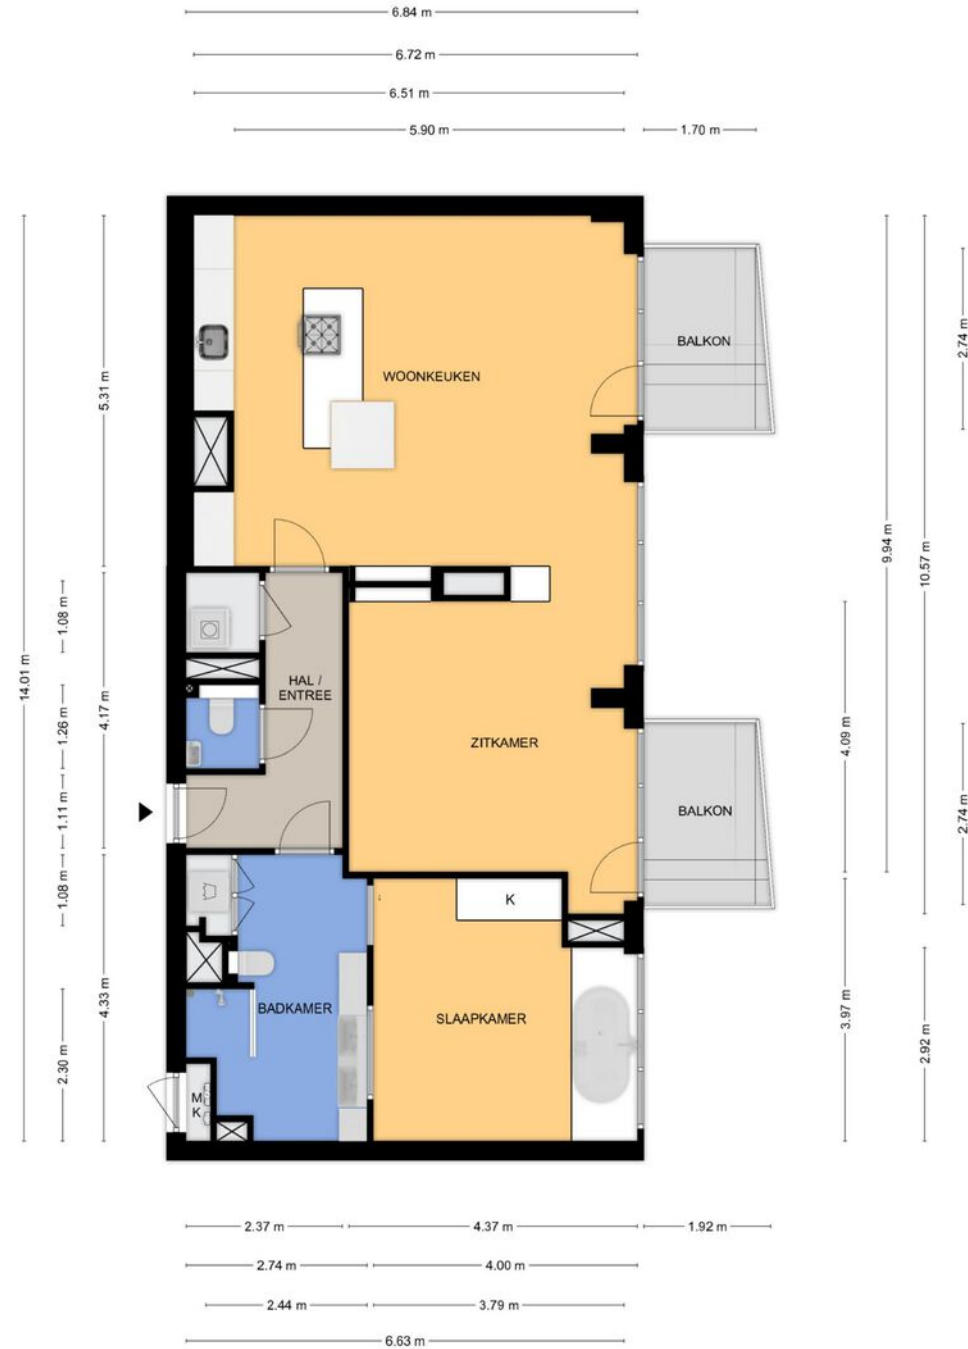 6.84 m
6.72 m
6.51 m
5.90 m
1.70 m
BALKON
2.74 m
WOONKEUKEN
5.31 m
9.94 m
10.57 m
1.08 m
14.01 m
HAL /
ENTREE
4.17 m
1.26 m
ZITKAMER
4.09 m
1.11 m
BALKON
2.74 m
1.08 m
K
4.33 m
BADKAMER
SLAAPKAMER
3.97 m
2.92 m
2.30 m
M
K
2.37 m
4.37 m
1.92 m
2.74 m
4.00 m
2.44 m
3.79 m
6.63 m